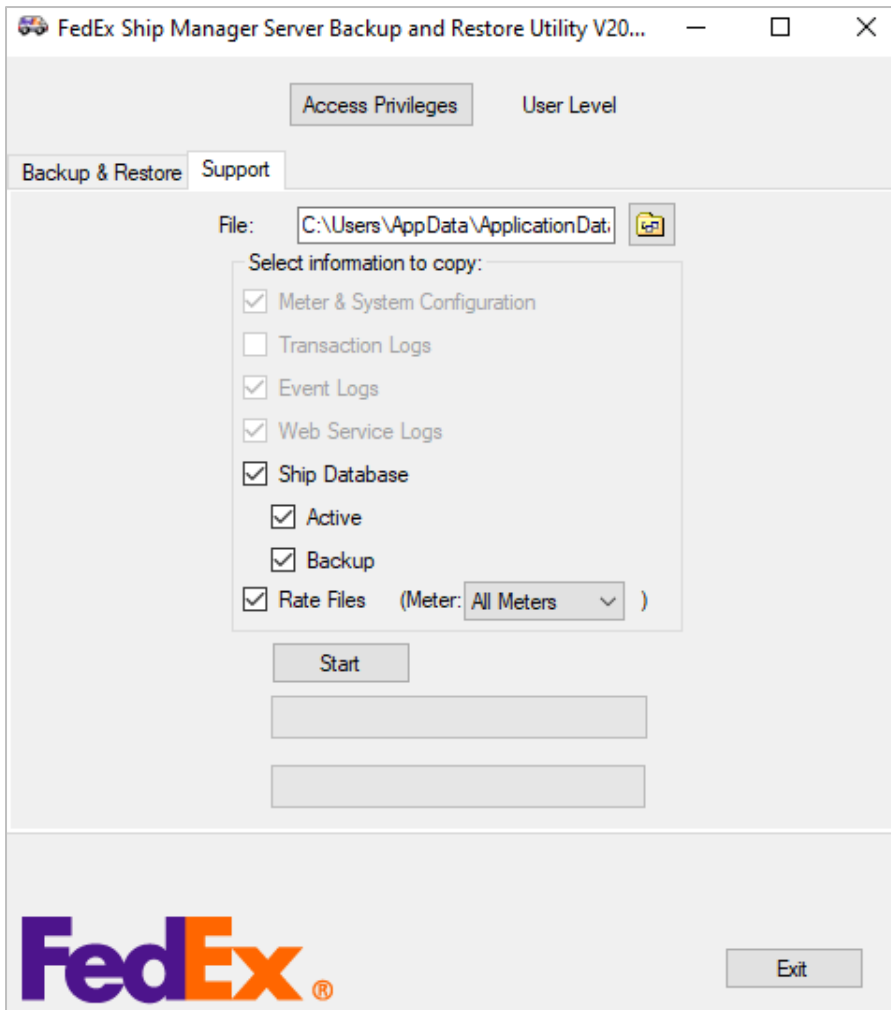 FedEx Ship Manager Server Backup and Restore Utility V20...
Access Privileges User Level
Backup & Restore Support
File: C:\Users\AppData\ApplicationDat
Select information to copy:
Meter & System Configuration
Transaction Logs
Event Logs
Web Service Logs
Ship Database
Active
Backup
Rate Files (Meter: All Meters )
Start
FedEx®
Exit